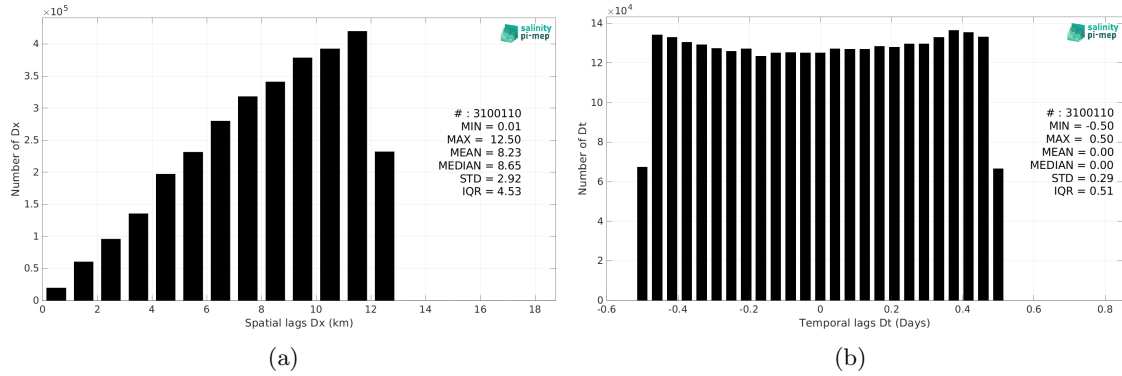 ×10⁵
4
3.5
3
2.5
2
1.5
1
0.5
0
Number of Dx
salinity
pi-mep
# : 3100110
MIN = 0.01
MAX = 12.50
MEAN = 8.23
MEDIAN = 8.65
STD = 2.92
IQR = 4.53
0 2 4 6 8 10 12 14 16 18
Spatial lags Dx (km)
(a)
14 ×10⁴
12
10
8
6
4
2
0
Number of Dt
salinity
pi-mep
# : 3100110
MIN = -0.50
MAX = 0.50
MEAN = 0.00
MEDIAN = 0.00
STD = 0.29
IQR = 0.51
-0.6 -0.4 -0.2 0 0.2 0.4 0.6 0.8
Temporal lags Dt (Days)
(b)